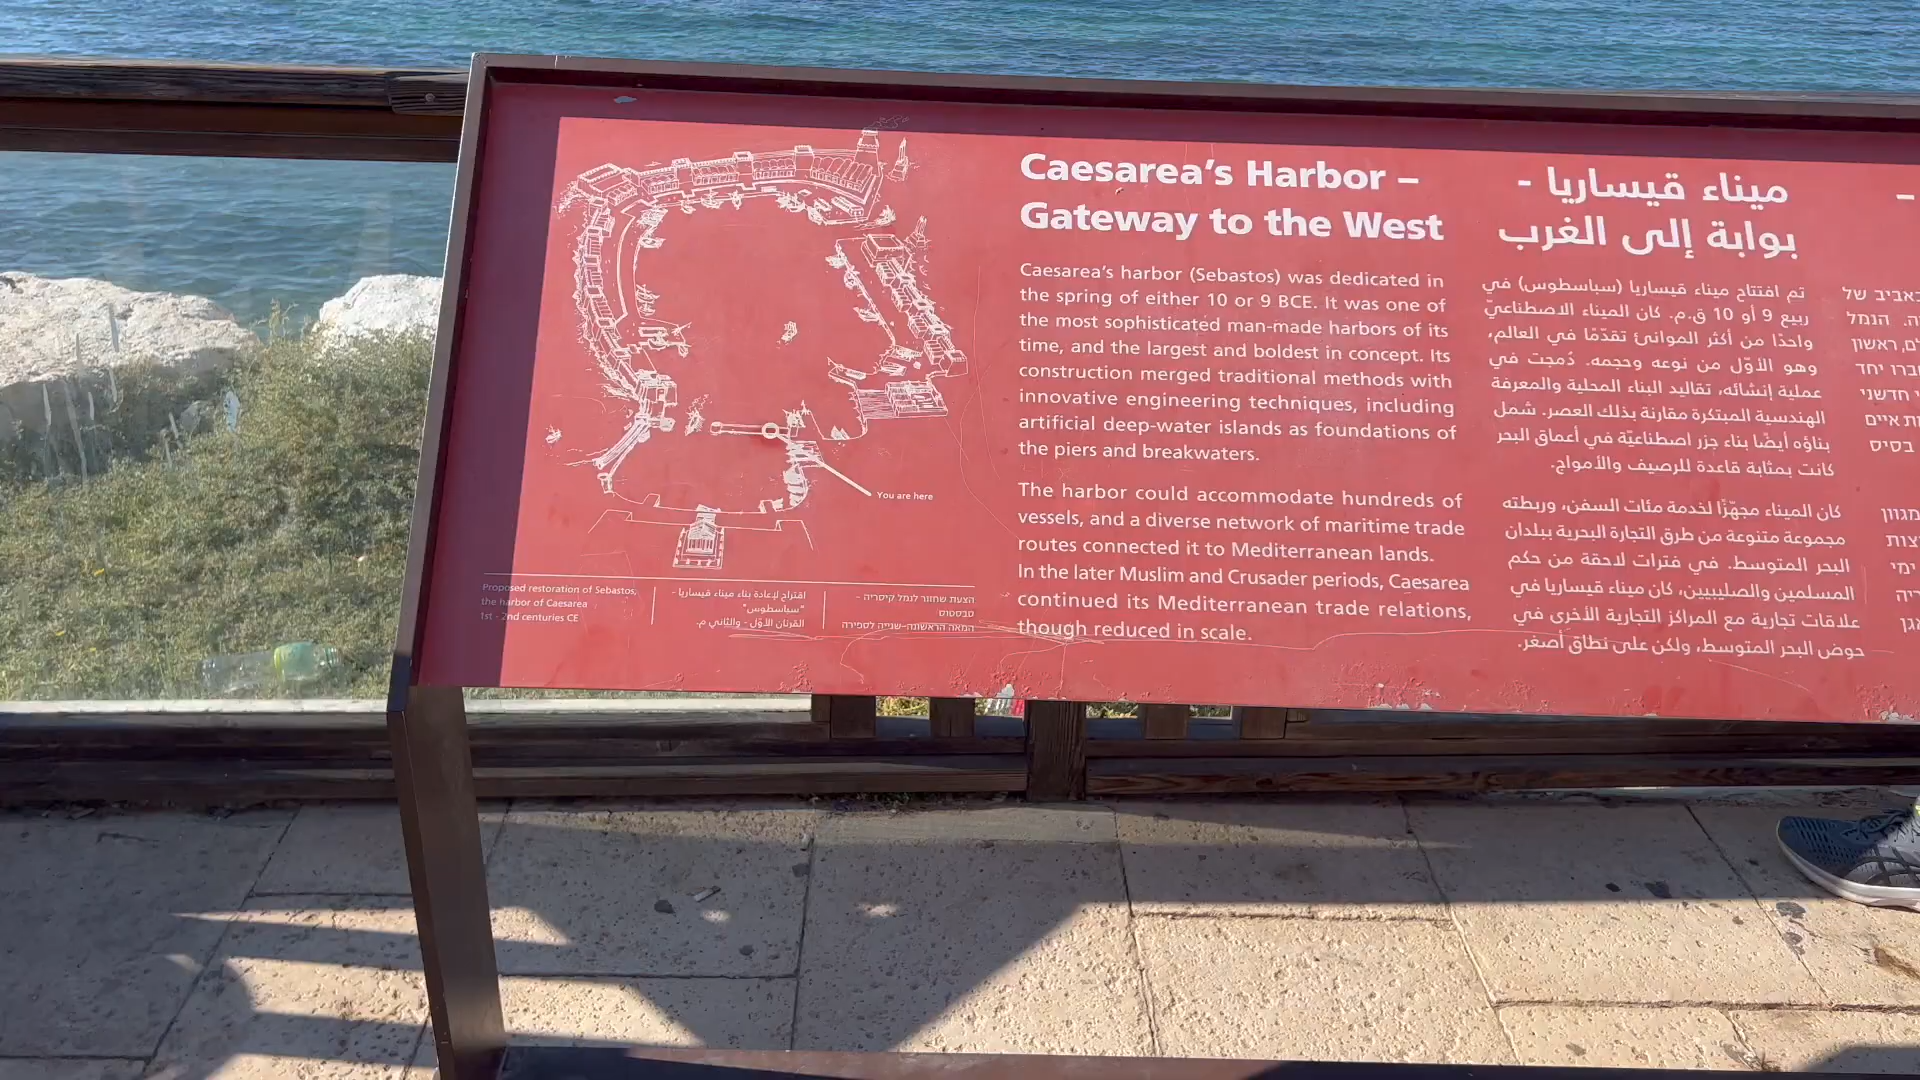 Caesarea's Harbor –
Gateway to the West
Caesarea's harbor (Sebastos) was dedicated in
the spring of either 10 or 9 BCE. It was one of
the most sophisticated man-made harbors of its
time, and the largest and boldest in concept. Its
construction merged traditional methods with
innovative engineering techniques, including
artificial deep-water islands as foundations of
the piers and breakwaters.
The harbor could accommodate hundreds of
vessels, and a diverse network of maritime trade
routes connected it to Mediterranean lands.
In the later Muslim and Crusader periods, Caesarea
continued its Mediterranean trade relations,
though reduced in scale.
ميناء قيساريا -
بوابة إلى الغرب
تم افتتاح ميناء قيساريا (سباسطوس) في
ربيع 9 أو 10 ق.م. كان الميناء الاصطناعيّ
واحدًا من أكثر الموانئ تقدّمًا في العالم،
وهو الأوّل من نوعه وحجمه. دُمجت في
عملية إنشائه، تقاليد البناء المحلية والمعرفة
الهندسية المبتكرة مقارنة بذلك العصر. شمل
بناؤه أيضًا بناء جزر اصطناعيّة في أعماق البحر
كانت بمثابة قاعدة للرصيف والأمواج.
كان الميناء مجهّزًا لخدمة مئات السفن، وربطته
مجموعة متنوعة من طرق التجارة البحرية ببلدان
البحر المتوسط. في فترات لاحقة من حكم
المسلمين والصليبيين، كان ميناء قيساريا في
علاقات تجارية مع المراكز التجارية الأخرى في
حوض البحر المتوسط، ولكن على نطاق أصغر.
–
באביב של
ה. הנמל
ם, ראשון
וברו יחד
חדשני
ות איים
בסיס
מגוון
You are here
Proposed restoration of Sebastos,
the harbor of Caesarea
1st - 2nd centuries CE
اقتراح لإعادة بناء ميناء قيساريا -
"سباسطوس"
القرنان الأوّل - والثاني م.
הצעת שחזור לנמל קיסריה -
סבסטוס
המאה הראשונה-שנייה לספירה